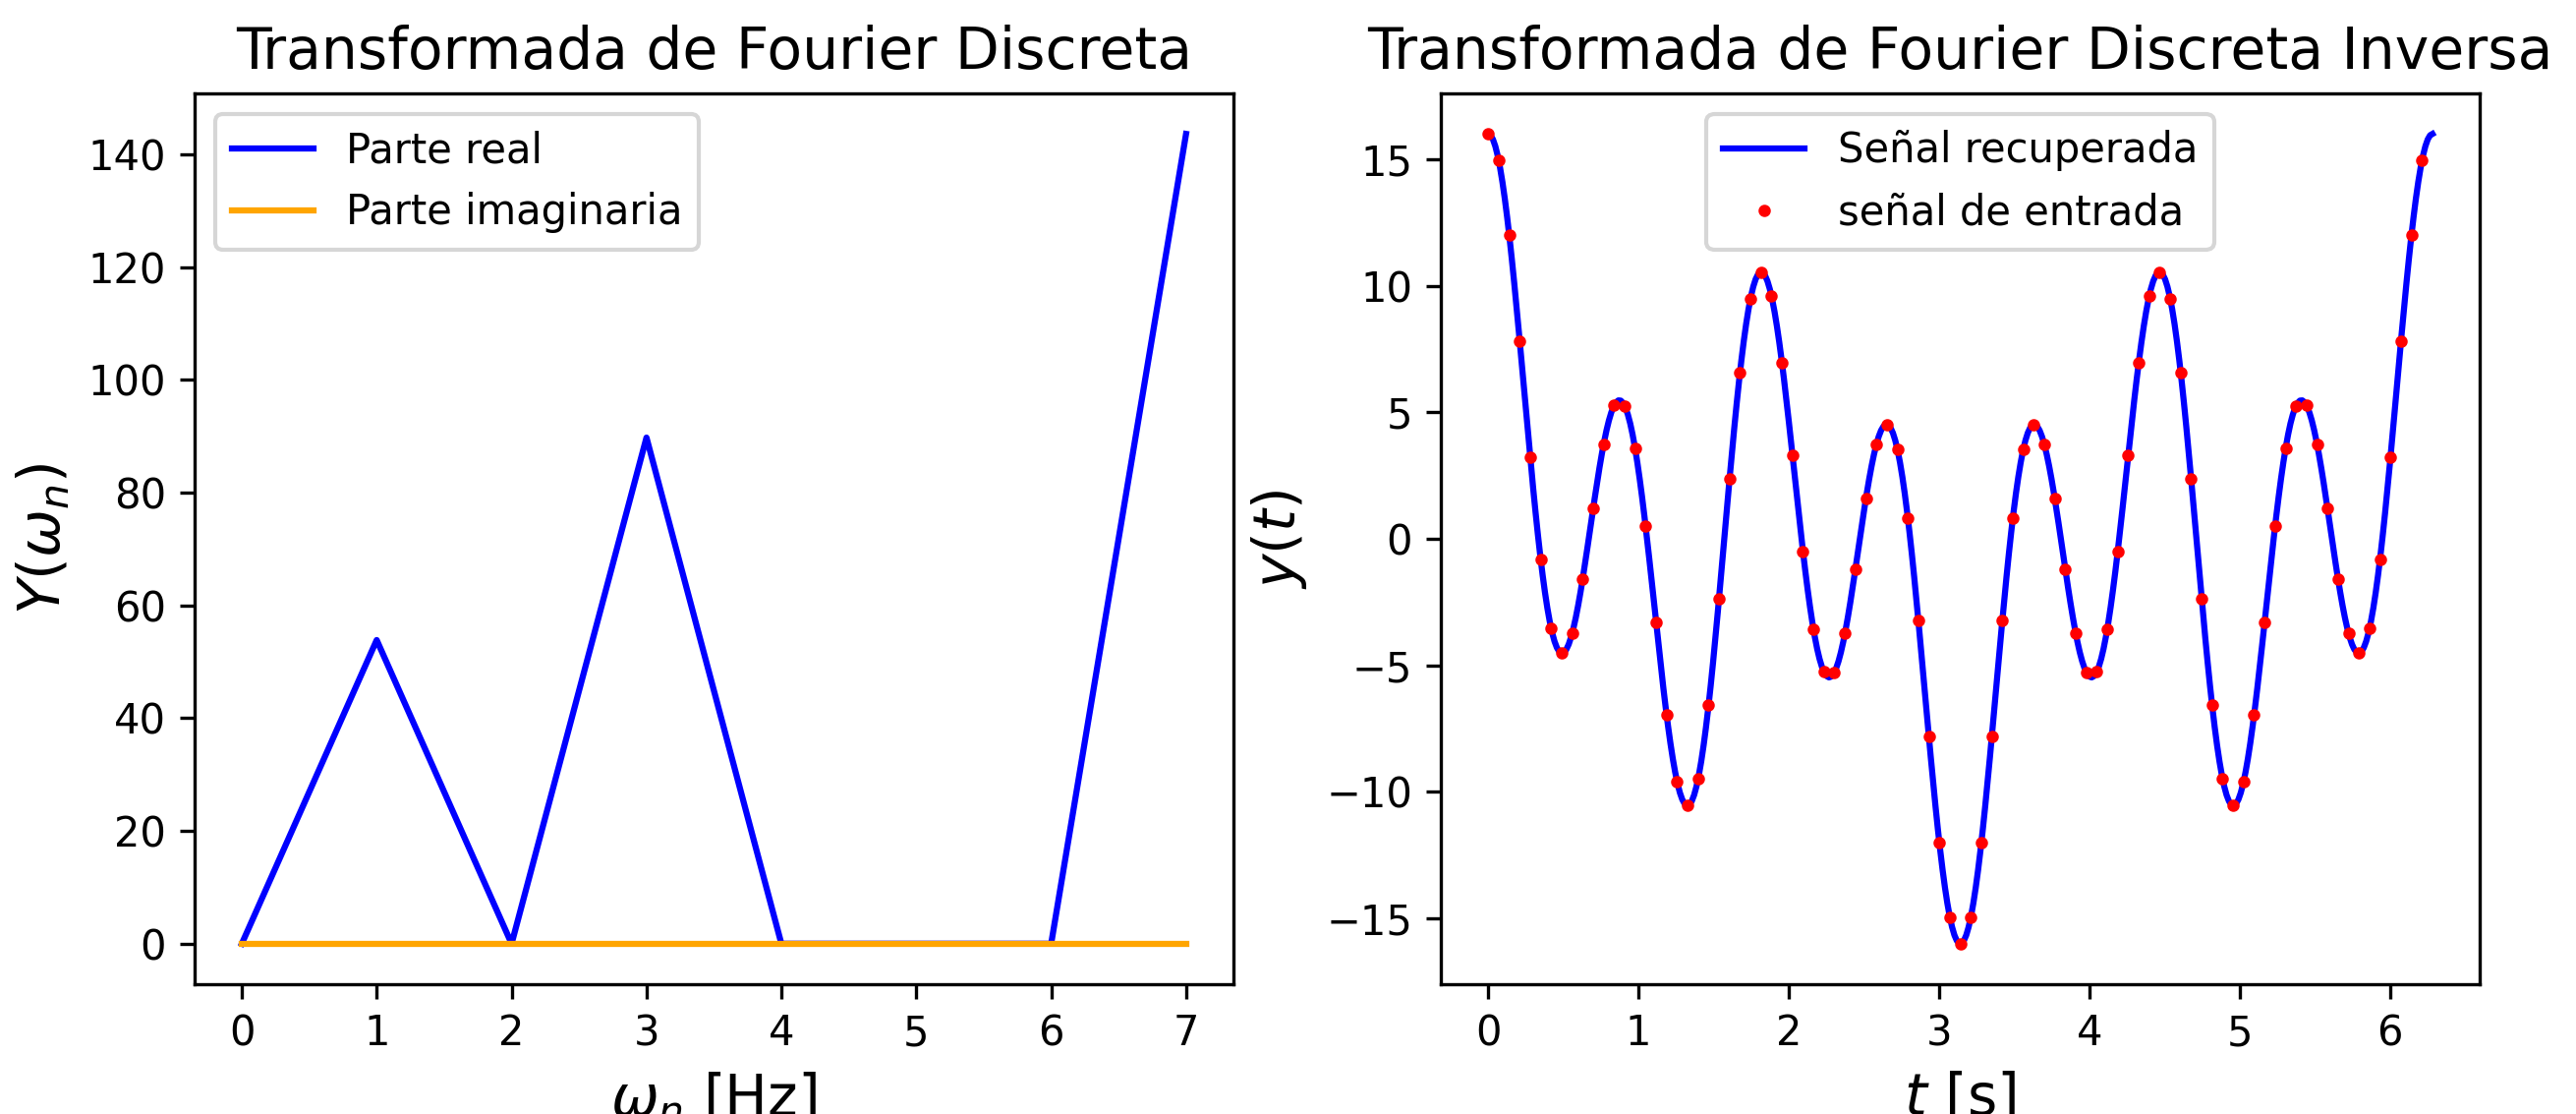 Transformada de Fourier Discreta
Parte real
Parte imaginaria
140
120
100
80
60
40
20
0
Y(ωn)
0 1 2 3 4 5 6 7
ωn [Hz]
Transformada de Fourier Discreta Inversa
Señal recuperada
señal de entrada
15
10
5
0
−5
−10
−15
y(t)
0 1 2 3 4 5 6
t [s]